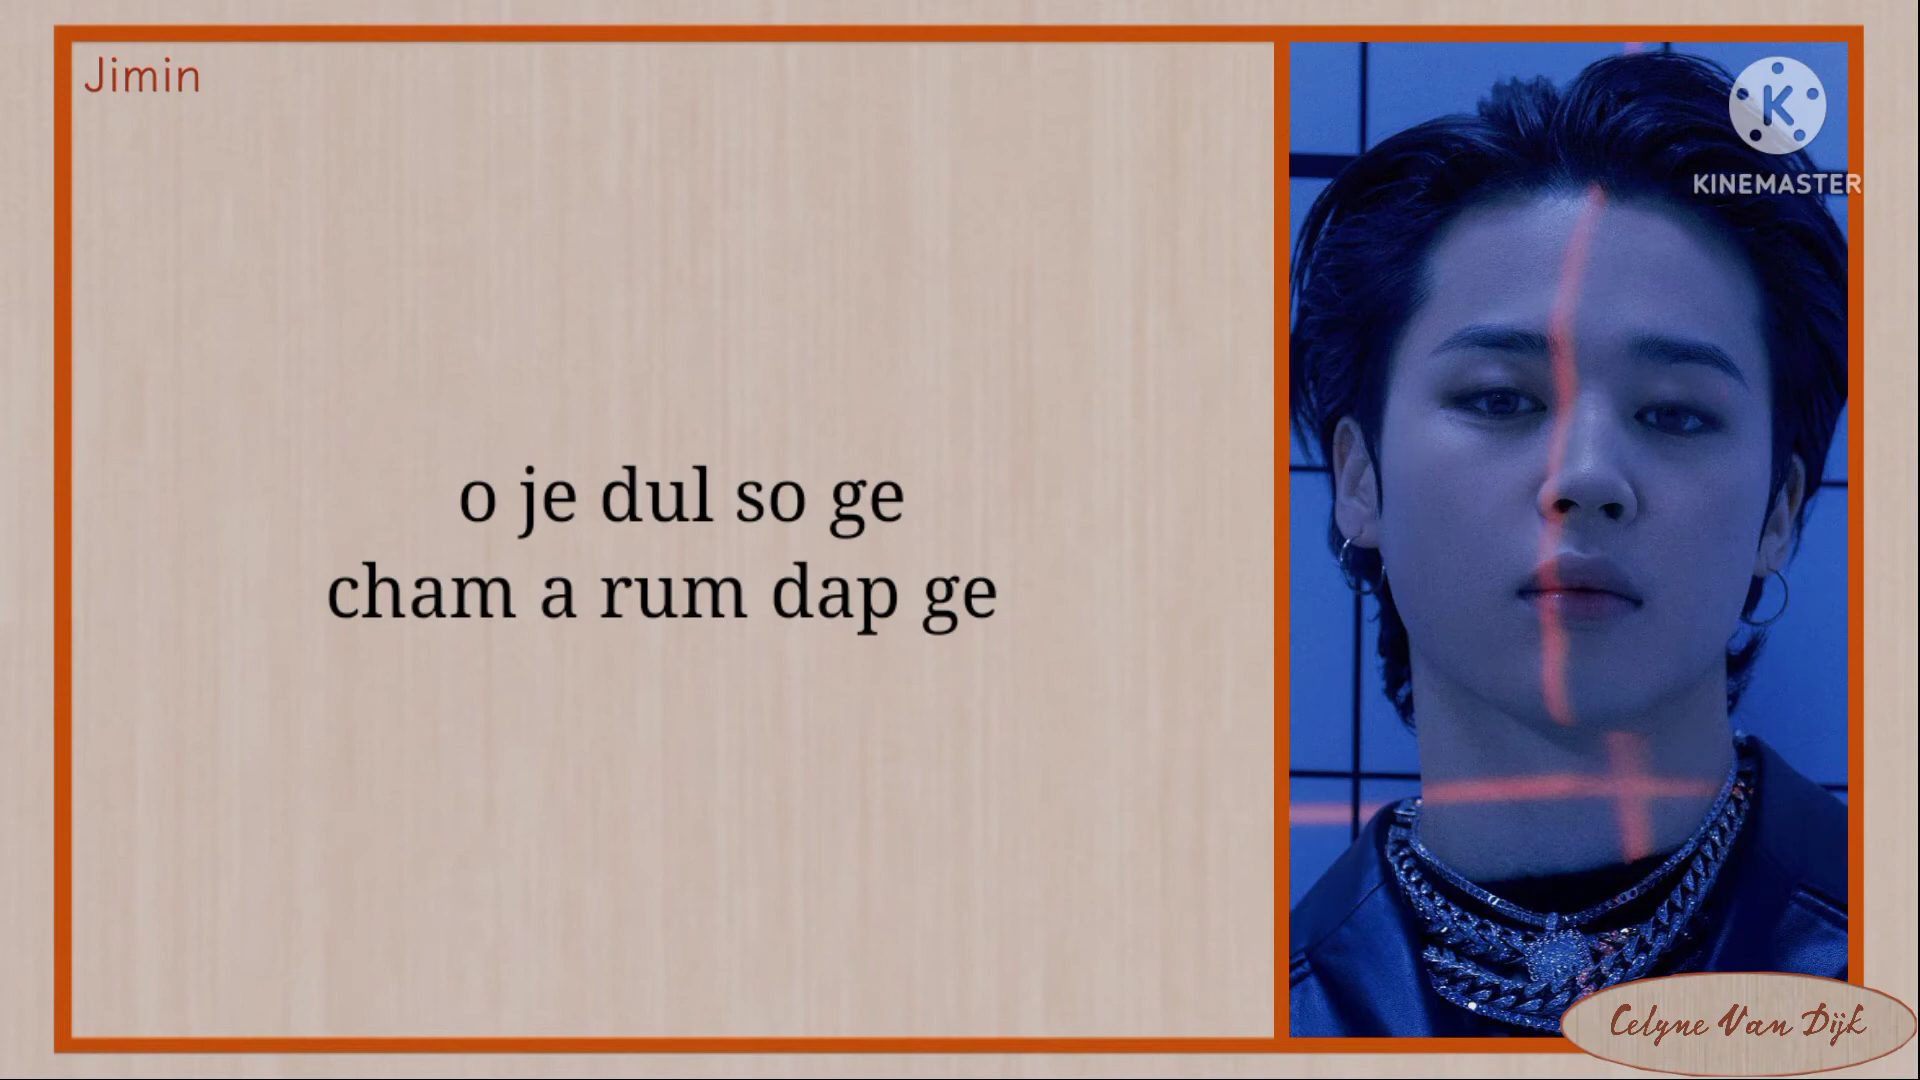 Jimin
K
KINEMASTER
o je dul so ge
cham a rum dap ge
Celyne Van Dijk